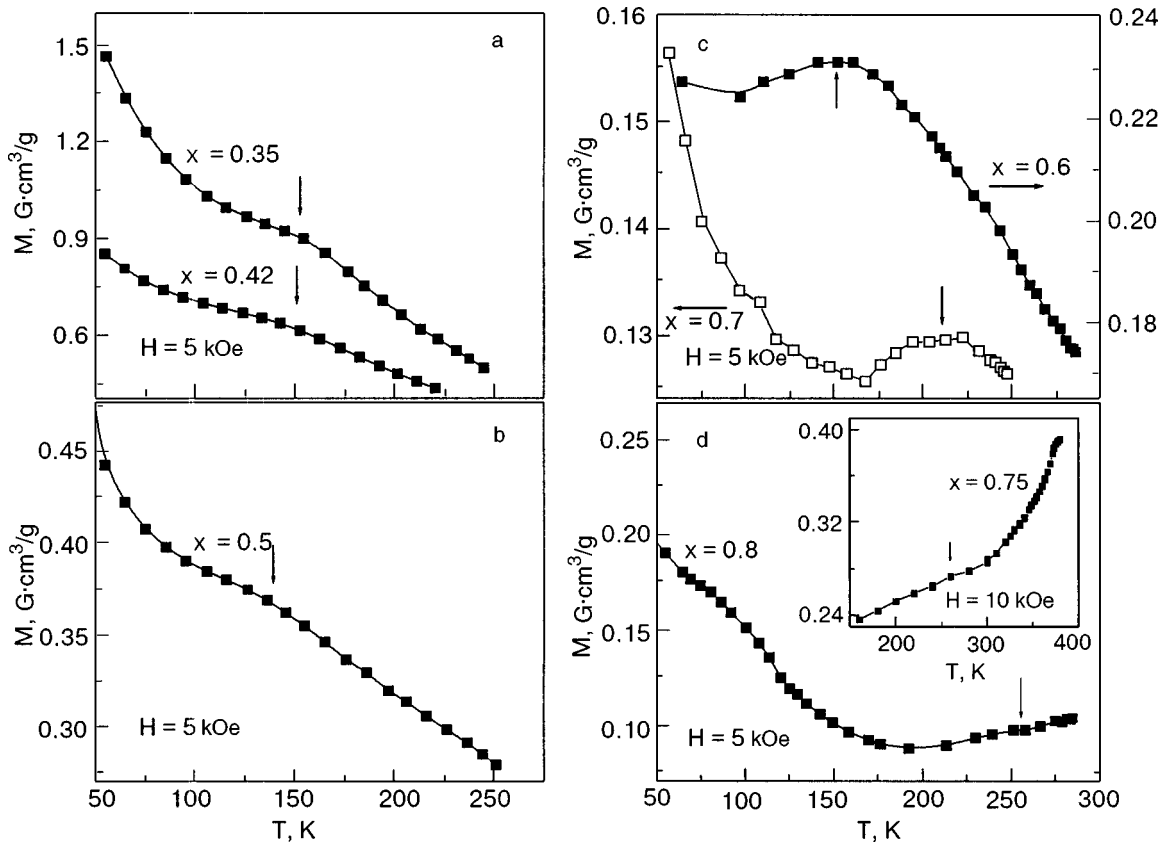 a
1.5
1.2
0.9
0.6
M, G·cm³/g
x = 0.35
x = 0.42
H = 5 kOe
b
0.45
0.40
0.35
0.30
M, G·cm³/g
x = 0.5
H = 5 kOe
50 100 150 200 250
T, K
c
0.16
0.15
0.14
0.13
M, G·cm³/g
0.24
0.22
0.20
0.18
x = 0.6
x = 0.7
H = 5 kOe
d
0.25
0.20
0.15
0.10
M, G·cm³/g
x = 0.8
H = 5 kOe
0.40
0.32
0.24
x = 0.75
H = 10 kOe
200 300 400
T, K
50 100 150 200 250 300
T, K